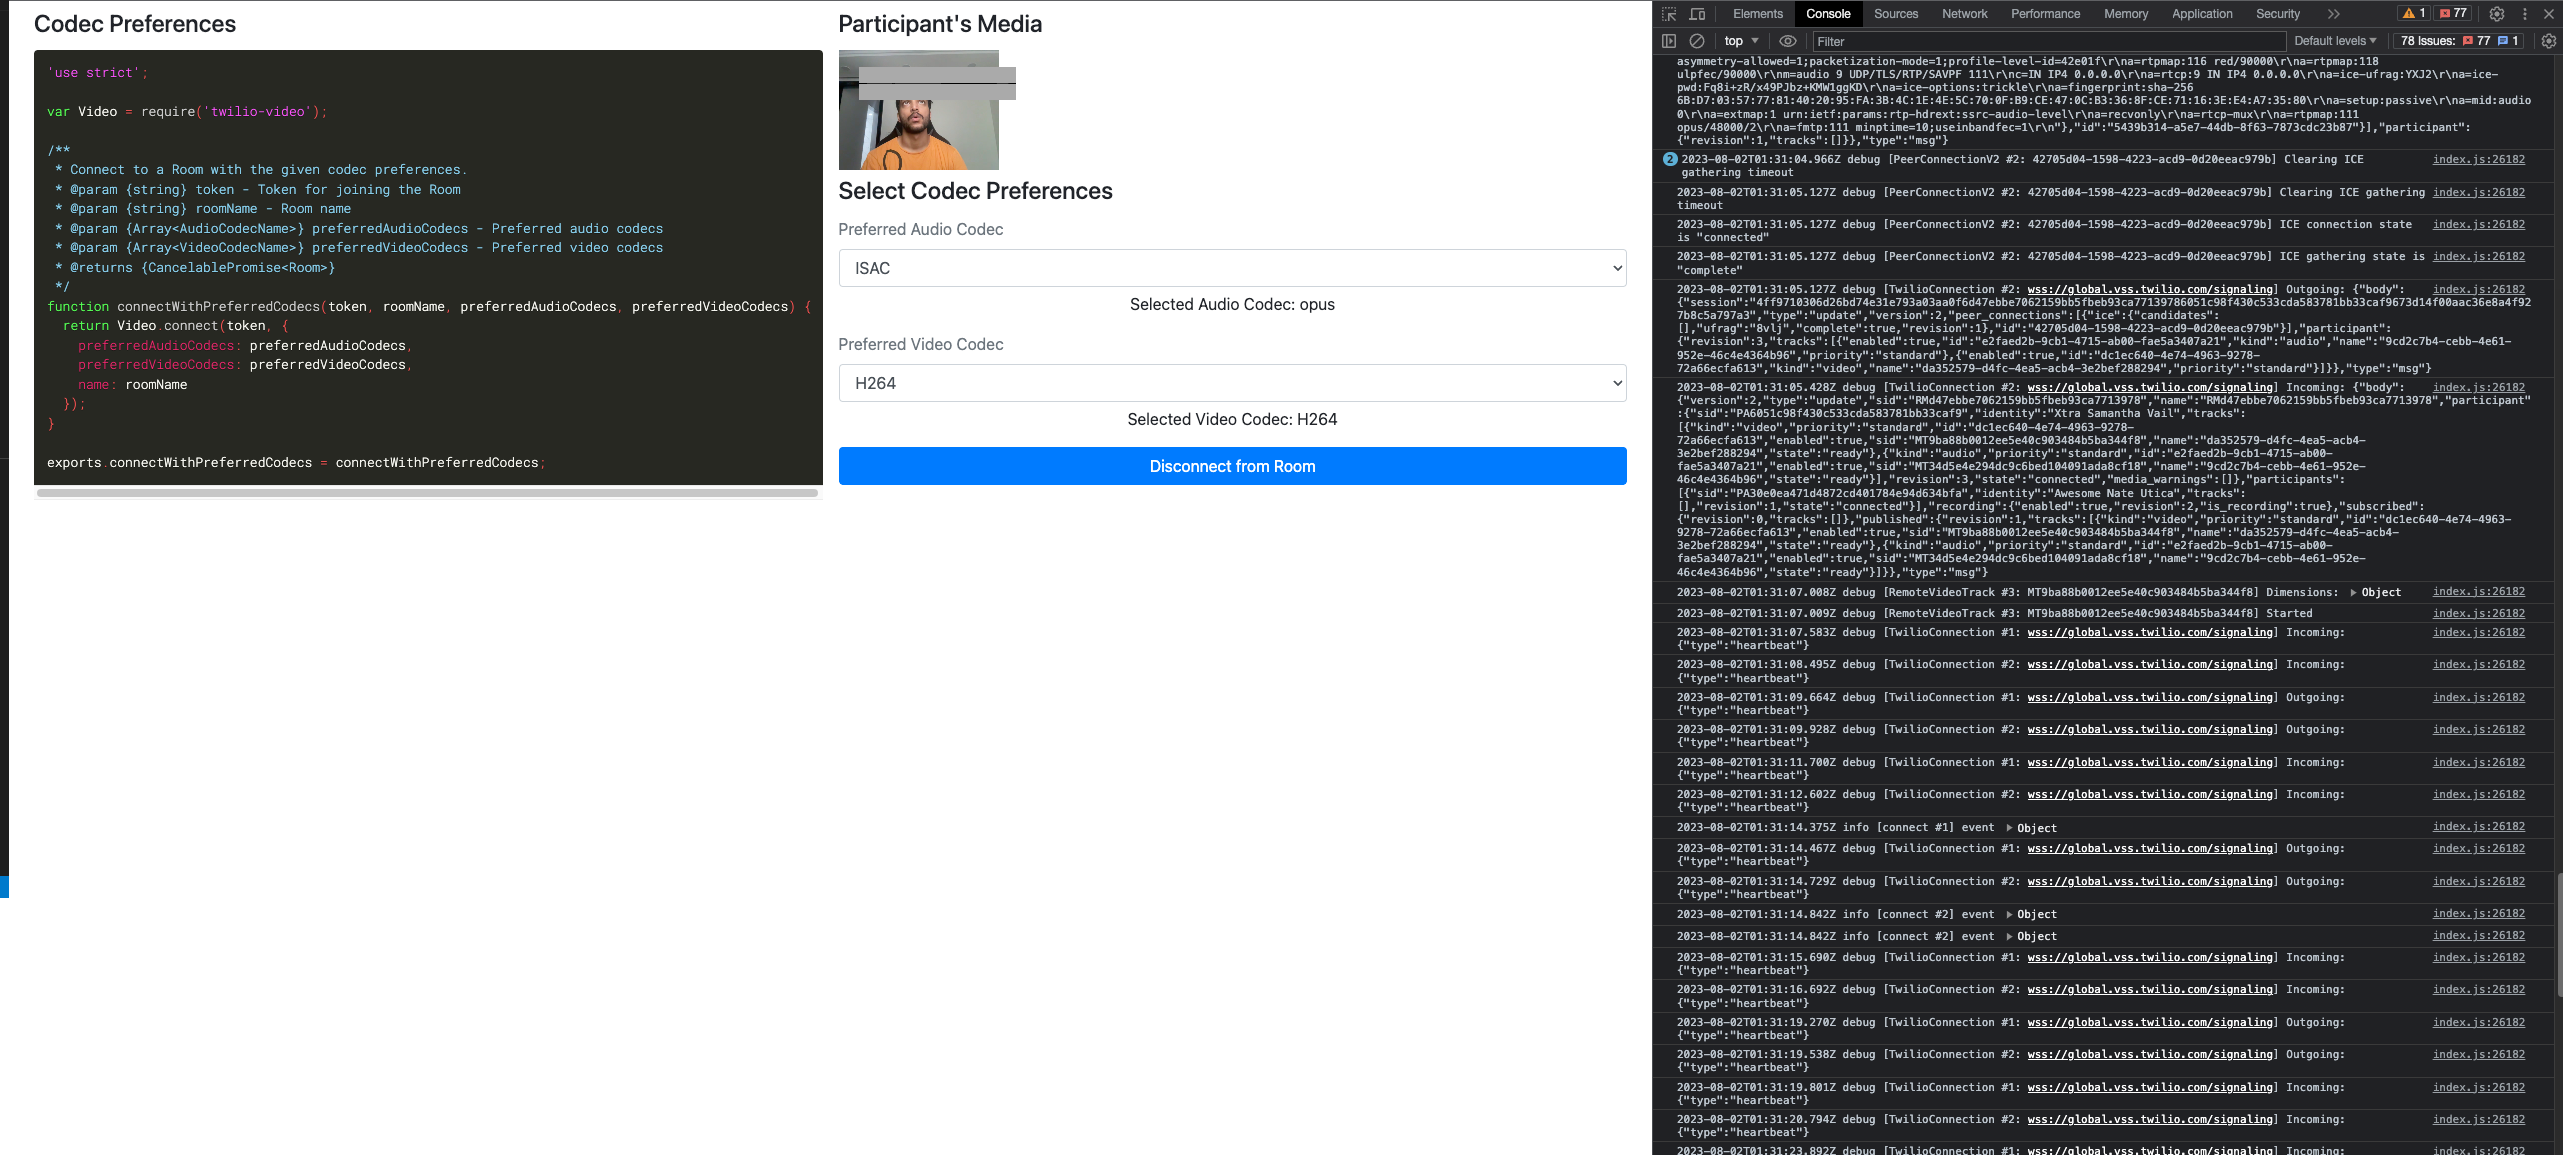 Codec Preferences
'use strict';
var Video = require('twilio-video');
/**
* Connect to a Room with the given codec preferences.
* @param {string} token - Token for joining the Room
* @param {string} roomName - Room name
* @param {Array<AudioCodecName>} preferredAudioCodecs - Preferred audio codecs
* @param {Array<VideoCodecName>} preferredVideoCodecs - Preferred video codecs
* @returns {CancelablePromise<Room>}
*/
function connectWithPreferredCodecs(token, roomName, preferredAudioCodecs, preferredVideoCodecs) {
return Video.connect(token, {
preferredAudioCodecs: preferredAudioCodecs,
preferredVideoCodecs: preferredVideoCodecs,
name: roomName
});
}
exports.connectWithPreferredCodecs = connectWithPreferredCodecs;
Participant's Media
Select Codec Preferences
Preferred Audio Codec
ISAC
Selected Audio Codec: opus
Preferred Video Codec
H264
Selected Video Codec: H264
Disconnect from Room
Elements Console Sources Network Performance Memory Application Security 1 77
top Filter Default levels 78 Issues: 77 1
asymmetry-allowed=1;packetization-mode=1;profile-level-id=42e01f\r\na=rtpmap:116 red/90000\r\na=rtpmap:118
ulpfec/90000\r\nm=audio 9 UDP/TLS/RTP/SAVPF 111\r\nc=IN IP4 0.0.0.0\r\na=rtcp:9 IN IP4 0.0.0.0\r\na=ice-ufrag:YXJ2\r\na=ice-
pwd:Fq8i+zR/x49PJbz+KMW1ggKD\r\na=ice-options:trickle\r\na=fingerprint:sha-256
6B:D7:03:57:77:81:40:20:95:FA:3B:4C:1E:4E:5C:70:0F:B9:CE:47:0C:B3:36:8F:CE:71:16:3E:E4:A7:35:80\r\na=setup:passive\r\na=mid:audio
0\r\na=extmap:1 urn:ietf:params:rtp-hdrext:ssrc-audio-level\r\na=recvonly\r\na=rtcp-mux\r\na=rtpmap:111
opus/48000/2\r\na=fmtp:111 minptime=10;useinbandfec=1\r\n"},"id":"5439b314-a5e7-44db-8f63-7873cdc23b87"}],"participant":
{"revision":1,"tracks":[]}},"type":"msg"}
2 2023-08-02T01:31:04.966Z debug [PeerConnectionV2 #2: 42705d04-1598-4223-acd9-0d20eeac979b] Clearing ICE index.js:26182
gathering timeout
2023-08-02T01:31:05.127Z debug [PeerConnectionV2 #2: 42705d04-1598-4223-acd9-0d20eeac979b] Clearing ICE gathering index.js:26182
timeout
2023-08-02T01:31:05.127Z debug [PeerConnectionV2 #2: 42705d04-1598-4223-acd9-0d20eeac979b] ICE connection state index.js:26182
is "connected"
2023-08-02T01:31:05.127Z debug [PeerConnectionV2 #2: 42705d04-1598-4223-acd9-0d20eeac979b] ICE gathering state is index.js:26182
"complete"
2023-08-02T01:31:05.127Z debug [TwilioConnection #2: wss://global.vss.twilio.com/signaling] Outgoing: {"body": index.js:26182
{"session":"4ff9710306d26bd74e31e793a03aa0f6d47ebbe7062159bb5fbeb93ca77139786051c98f430c533cda583781bb33caf9673d14f00aac36e8a4f92
7b8c5a797a3","type":"update","version":2,"peer_connections":[{"ice":{"candidates":
[],"ufrag":"8vlj","complete":true,"revision":1},"id":"42705d04-1598-4223-acd9-0d20eeac979b"}],"participant":
{"revision":3,"tracks":[{"enabled":true,"id":"e2faed2b-9cb1-4715-ab00-fae5a3407a21","kind":"audio","name":"9cd2c7b4-cebb-4e61-
952e-46c4e4364b96","priority":"standard"},{"enabled":true,"id":"dc1ec640-4e74-4963-9278-
72a66ecfa613","kind":"video","name":"da352579-d4fc-4ea5-acb4-3e2bef288294","priority":"standard"}]}},"type":"msg"}
2023-08-02T01:31:05.428Z debug [TwilioConnection #2: wss://global.vss.twilio.com/signaling] Incoming: {"body": index.js:26182
{"version":2,"type":"update","sid":"RMd47ebbe7062159bb5fbeb93ca7713978","name":"RMd47ebbe7062159bb5fbeb93ca7713978","participant"
:{"sid":"PA6051c98f430c533cda583781bb33caf9","identity":"Xtra Samantha Vail","tracks":
[{"kind":"video","priority":"standard","id":"dc1ec640-4e74-4963-9278-
72a66ecfa613","enabled":true,"sid":"MT9ba88b0012ee5e40c903484b5ba344f8","name":"da352579-d4fc-4ea5-acb4-
3e2bef288294","state":"ready"},{"kind":"audio","priority":"standard","id":"e2faed2b-9cb1-4715-ab00-
fae5a3407a21","enabled":true,"sid":"MT34d5e4e294dc9c6bed104091ada8cf18","name":"9cd2c7b4-cebb-4e61-952e-
46c4e4364b96","state":"ready"}],"revision":3,"state":"connected","media_warnings":[]},"participants":
[{"sid":"PA30e0ea471d4872cd401784e94d634bfa","identity":"Awesome Nate Utica","tracks":
[],"revision":1,"state":"connected"}],"recording":{"enabled":true,"revision":2,"is_recording":true},"subscribed":
{"revision":0,"tracks":[]},"published":{"revision":1,"tracks":[{"kind":"video","priority":"standard","id":"dc1ec640-4e74-4963-
9278-72a66ecfa613","enabled":true,"sid":"MT9ba88b0012ee5e40c903484b5ba344f8","name":"da352579-d4fc-4ea5-acb4-
3e2bef288294","state":"ready"},{"kind":"audio","priority":"standard","id":"e2faed2b-9cb1-4715-ab00-
fae5a3407a21","enabled":true,"sid":"MT34d5e4e294dc9c6bed104091ada8cf18","name":"9cd2c7b4-cebb-4e61-952e-
46c4e4364b96","state":"ready"}]}},"type":"msg"}
2023-08-02T01:31:07.008Z debug [RemoteVideoTrack #3: MT9ba88b0012ee5e40c903484b5ba344f8] Dimensions: Object index.js:26182
2023-08-02T01:31:07.009Z debug [RemoteVideoTrack #3: MT9ba88b0012ee5e40c903484b5ba344f8] Started index.js:26182
2023-08-02T01:31:07.583Z debug [TwilioConnection #1: wss://global.vss.twilio.com/signaling] Incoming: index.js:26182
{"type":"heartbeat"}
2023-08-02T01:31:08.495Z debug [TwilioConnection #2: wss://global.vss.twilio.com/signaling] Incoming: index.js:26182
{"type":"heartbeat"}
2023-08-02T01:31:09.664Z debug [TwilioConnection #1: wss://global.vss.twilio.com/signaling] Outgoing: index.js:26182
{"type":"heartbeat"}
2023-08-02T01:31:09.928Z debug [TwilioConnection #2: wss://global.vss.twilio.com/signaling] Outgoing: index.js:26182
{"type":"heartbeat"}
2023-08-02T01:31:11.700Z debug [TwilioConnection #1: wss://global.vss.twilio.com/signaling] Incoming: index.js:26182
{"type":"heartbeat"}
2023-08-02T01:31:12.602Z debug [TwilioConnection #2: wss://global.vss.twilio.com/signaling] Incoming: index.js:26182
{"type":"heartbeat"}
2023-08-02T01:31:14.375Z info [connect #1] event Object index.js:26182
2023-08-02T01:31:14.467Z debug [TwilioConnection #1: wss://global.vss.twilio.com/signaling] Outgoing: index.js:26182
{"type":"heartbeat"}
2023-08-02T01:31:14.729Z debug [TwilioConnection #2: wss://global.vss.twilio.com/signaling] Outgoing: index.js:26182
{"type":"heartbeat"}
2023-08-02T01:31:14.842Z info [connect #2] event Object index.js:26182
2023-08-02T01:31:14.842Z info [connect #2] event Object index.js:26182
2023-08-02T01:31:15.690Z debug [TwilioConnection #1: wss://global.vss.twilio.com/signaling] Incoming: index.js:26182
{"type":"heartbeat"}
2023-08-02T01:31:16.692Z debug [TwilioConnection #2: wss://global.vss.twilio.com/signaling] Incoming: index.js:26182
{"type":"heartbeat"}
2023-08-02T01:31:19.270Z debug [TwilioConnection #1: wss://global.vss.twilio.com/signaling] Outgoing: index.js:26182
{"type":"heartbeat"}
2023-08-02T01:31:19.538Z debug [TwilioConnection #2: wss://global.vss.twilio.com/signaling] Outgoing: index.js:26182
{"type":"heartbeat"}
2023-08-02T01:31:19.801Z debug [TwilioConnection #1: wss://global.vss.twilio.com/signaling] Incoming: index.js:26182
{"type":"heartbeat"}
2023-08-02T01:31:20.794Z debug [TwilioConnection #2: wss://global.vss.twilio.com/signaling] Incoming: index.js:26182
{"type":"heartbeat"}
2023-08-02T01:31:23.892Z debug [TwilioConnection #1: wss://global.vss.twilio.com/signaling] Incoming: index.js:26182